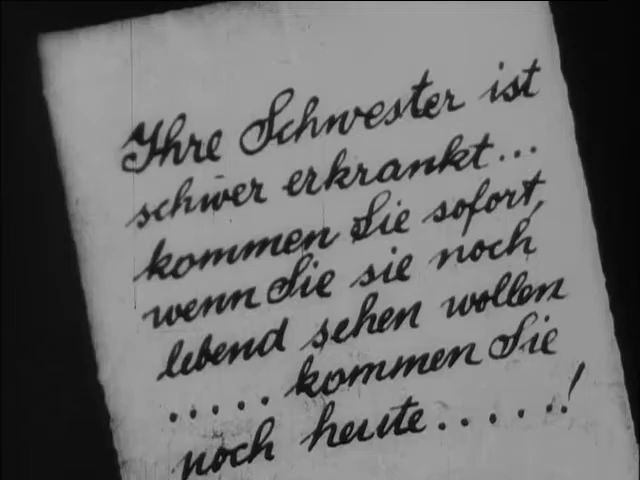 Ihre Schwester ist
schwer erkrankt...
kommen Sie sofort,
wenn Sie sie noch
lebend sehen wollen
..... kommen Sie
noch heute.....!